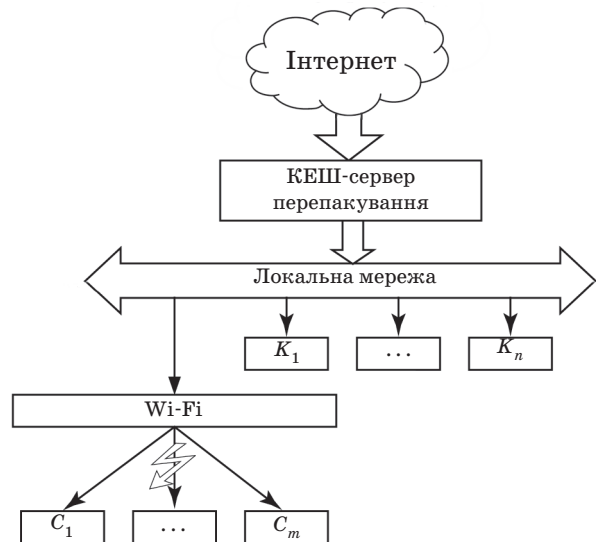 Інтернет
КЕШ-сервер
перепакування
Локальна мережа
K₁ ... Kₙ
Wi-Fi
C₁ ... Cₘ